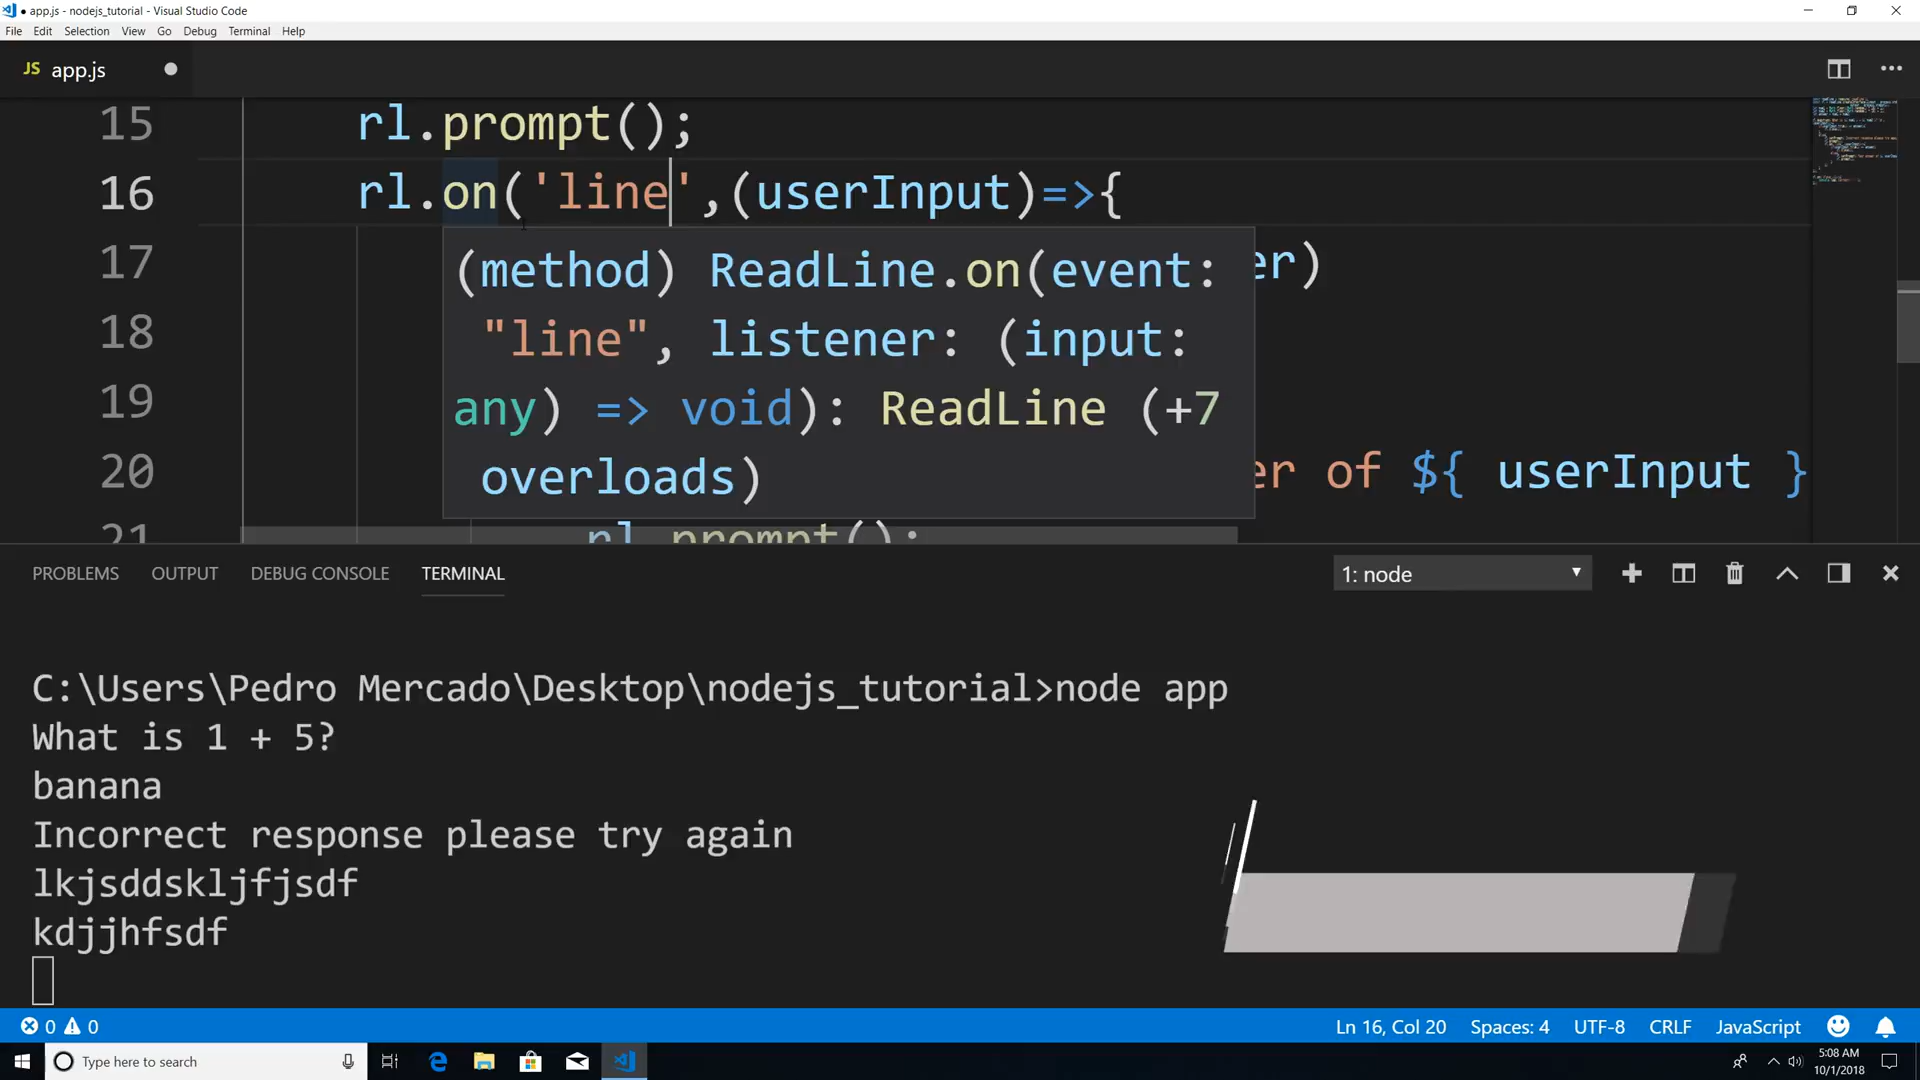 ● app.js - nodejs_tutorial - Visual Studio Code
File Edit Selection View Go Debug Terminal Help
JS app.js
15 rl.prompt();
16 rl.on('line',(userInput)=>{
17 er)
(method) ReadLine.on(event:
"line", listener: (input:
any) => void): ReadLine (+7
overloads)
18
19
20 er of ${ userInput }
21 rl.prompt();
PROBLEMS OUTPUT DEBUG CONSOLE TERMINAL 1: node
C:\Users\Pedro Mercado\Desktop\nodejs_tutorial>node app
What is 1 + 5?
banana
Incorrect response please try again
lkjsddskljfjsdf
kdjjhfsdf
0 0 Ln 16, Col 20 Spaces: 4 UTF-8 CRLF JavaScript
Type here to search
5:08 AM
10/1/2018